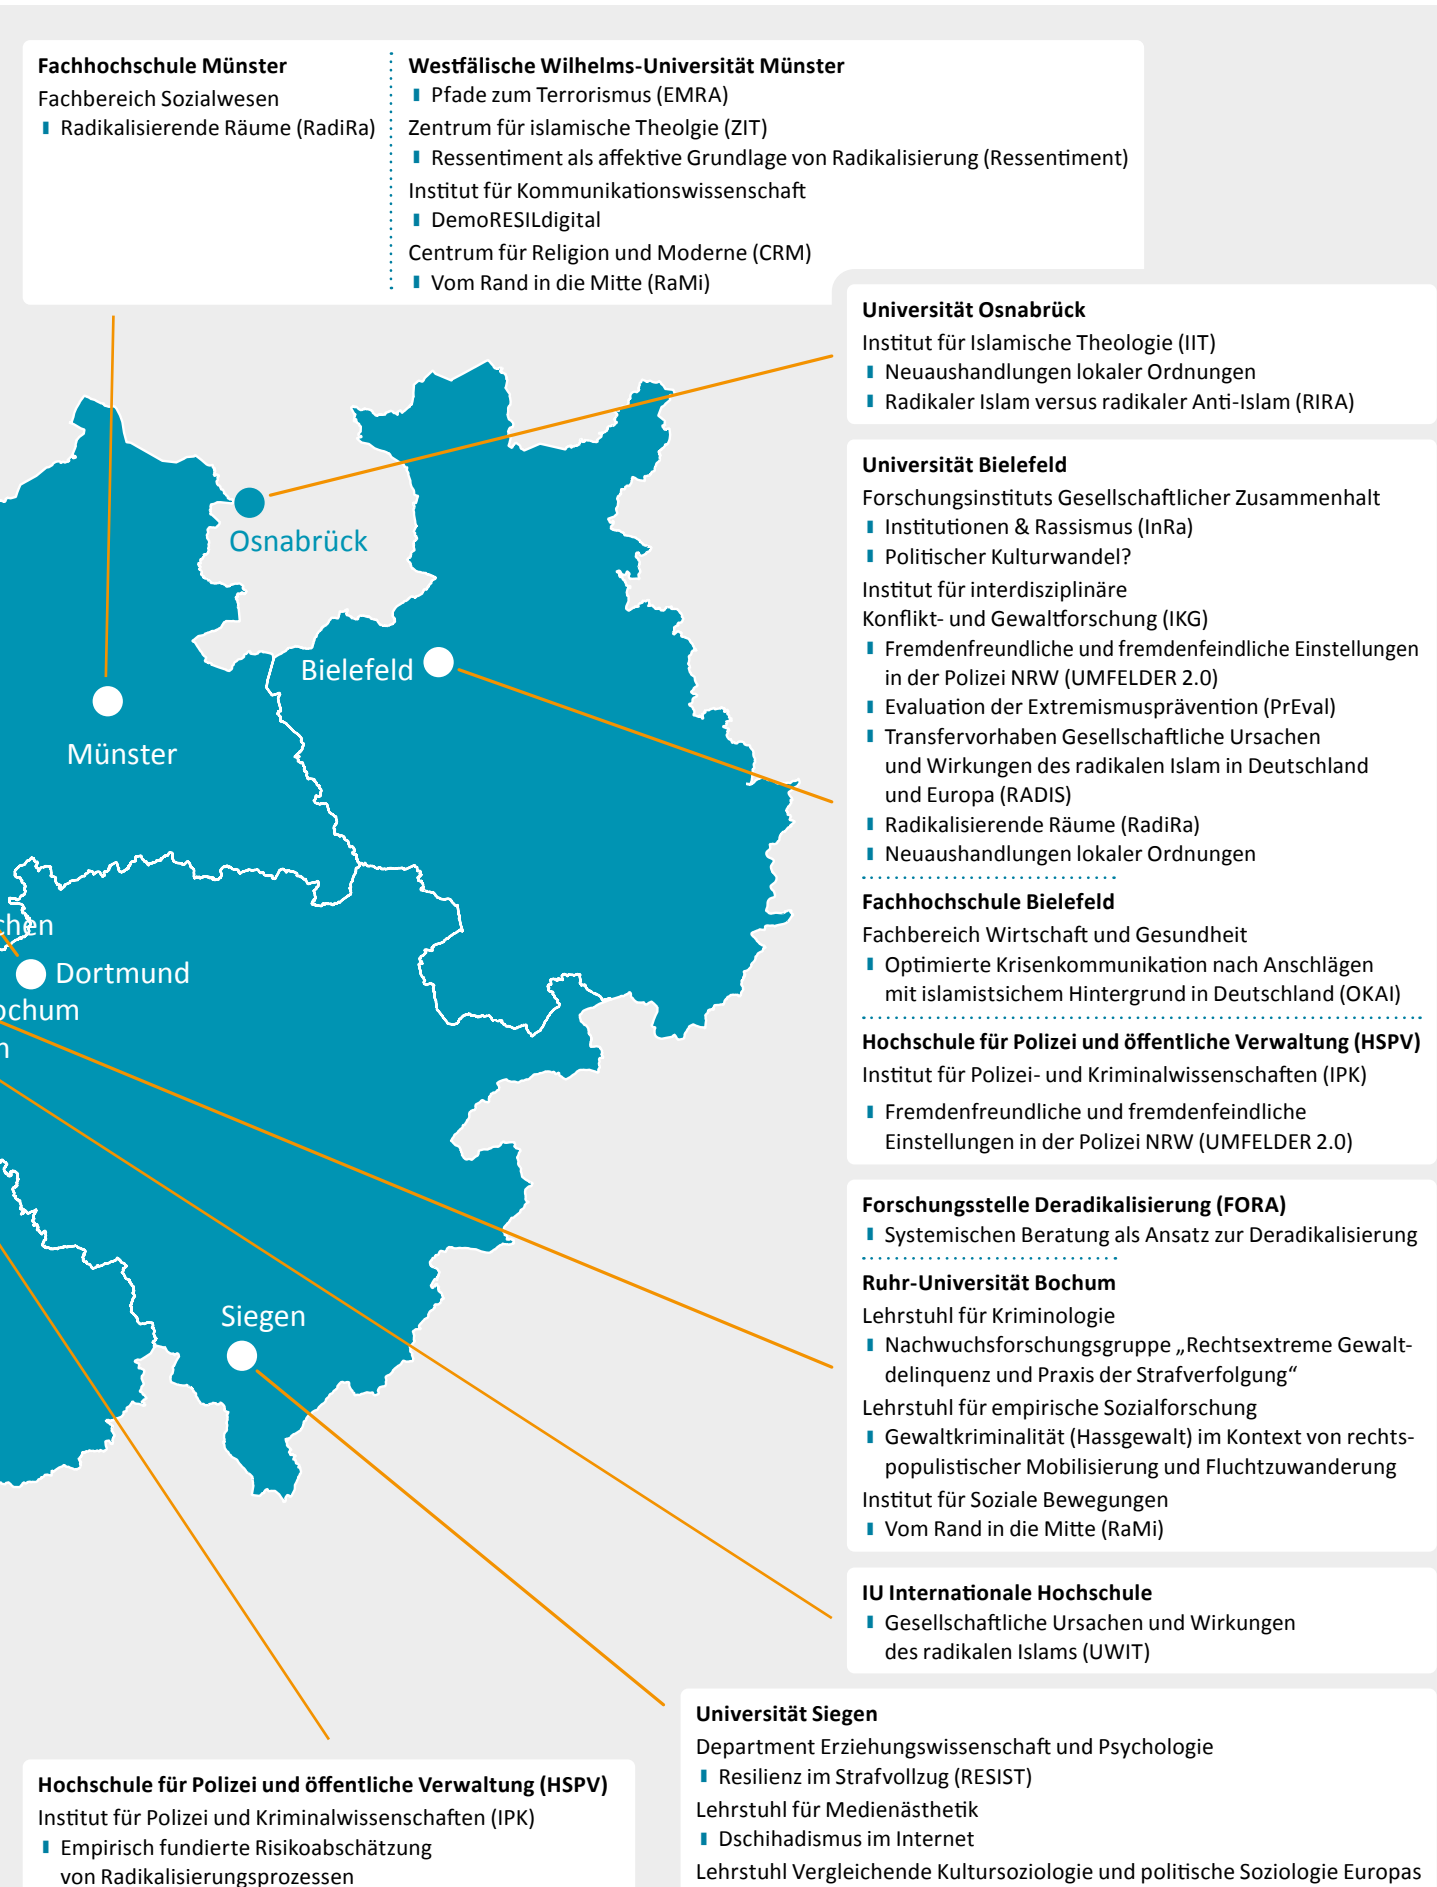 Fachhochschule Münster
Fachbereich Sozialwesen
Radikalisierende Räume (RadiRa)
Westfälische Wilhelms-Universität Münster
Pfade zum Terrorismus (EMRA)
Zentrum für islamische Theolgie (ZIT)
Ressentiment als affektive Grundlage von Radikalisierung (Ressentiment)
Institut für Kommunikationswissenschaft
DemoRESILdigital
Centrum für Religion und Moderne (CRM)
Vom Rand in die Mitte (RaMi)
Universität Osnabrück
Institut für Islamische Theologie (IIT)
Neuaushandlungen lokaler Ordnungen
Radikaler Islam versus radikaler Anti-Islam (RIRA)
Universität Bielefeld
Forschungsinstituts Gesellschaftlicher Zusammenhalt
Institutionen & Rassismus (InRa)
Politischer Kulturwandel?
Institut für interdisziplinäre
Konflikt- und Gewaltforschung (IKG)
Fremdenfreundliche und fremdenfeindliche Einstellungen
in der Polizei NRW (UMFELDER 2.0)
Evaluation der Extremismusprävention (PrEval)
Transfervorhaben Gesellschaftliche Ursachen
und Wirkungen des radikalen Islam in Deutschland
und Europa (RADIS)
Radikalisierende Räume (RadiRa)
Neuaushandlungen lokaler Ordnungen
Fachhochschule Bielefeld
Fachbereich Wirtschaft und Gesundheit
Optimierte Krisenkommunikation nach Anschlägen
mit islamistsichem Hintergrund in Deutschland (OKAI)
Hochschule für Polizei und öffentliche Verwaltung (HSPV)
Institut für Polizei- und Kriminalwissenschaften (IPK)
Fremdenfreundliche und fremdenfeindliche
Einstellungen in der Polizei NRW (UMFELDER 2.0)
Forschungsstelle Deradikalisierung (FORA)
Systemischen Beratung als Ansatz zur Deradikalisierung
Ruhr-Universität Bochum
Lehrstuhl für Kriminologie
Nachwuchsforschungsgruppe „Rechtsextreme Gewalt-
delinquenz und Praxis der Strafverfolgung“
Lehrstuhl für empirische Sozialforschung
Gewaltkriminalität (Hassgewalt) im Kontext von rechts-
populistischer Mobilisierung und Fluchtzuwanderung
Institut für Soziale Bewegungen
Vom Rand in die Mitte (RaMi)
IU Internationale Hochschule
Gesellschaftliche Ursachen und Wirkungen
des radikalen Islams (UWIT)
Universität Siegen
Department Erziehungswissenschaft und Psychologie
Resilienz im Strafvollzug (RESIST)
Lehrstuhl für Medienästhetik
Dschihadismus im Internet
Lehrstuhl Vergleichende Kultursoziologie und politische Soziologie Europas
Hochschule für Polizei und öffentliche Verwaltung (HSPV)
Institut für Polizei und Kriminalwissenschaften (IPK)
Empirisch fundierte Risikoabschätzung
von Radikalisierungsprozessen
Osnabrück
Bielefeld
Münster
chen
Dortmund
ochum
n
Siegen